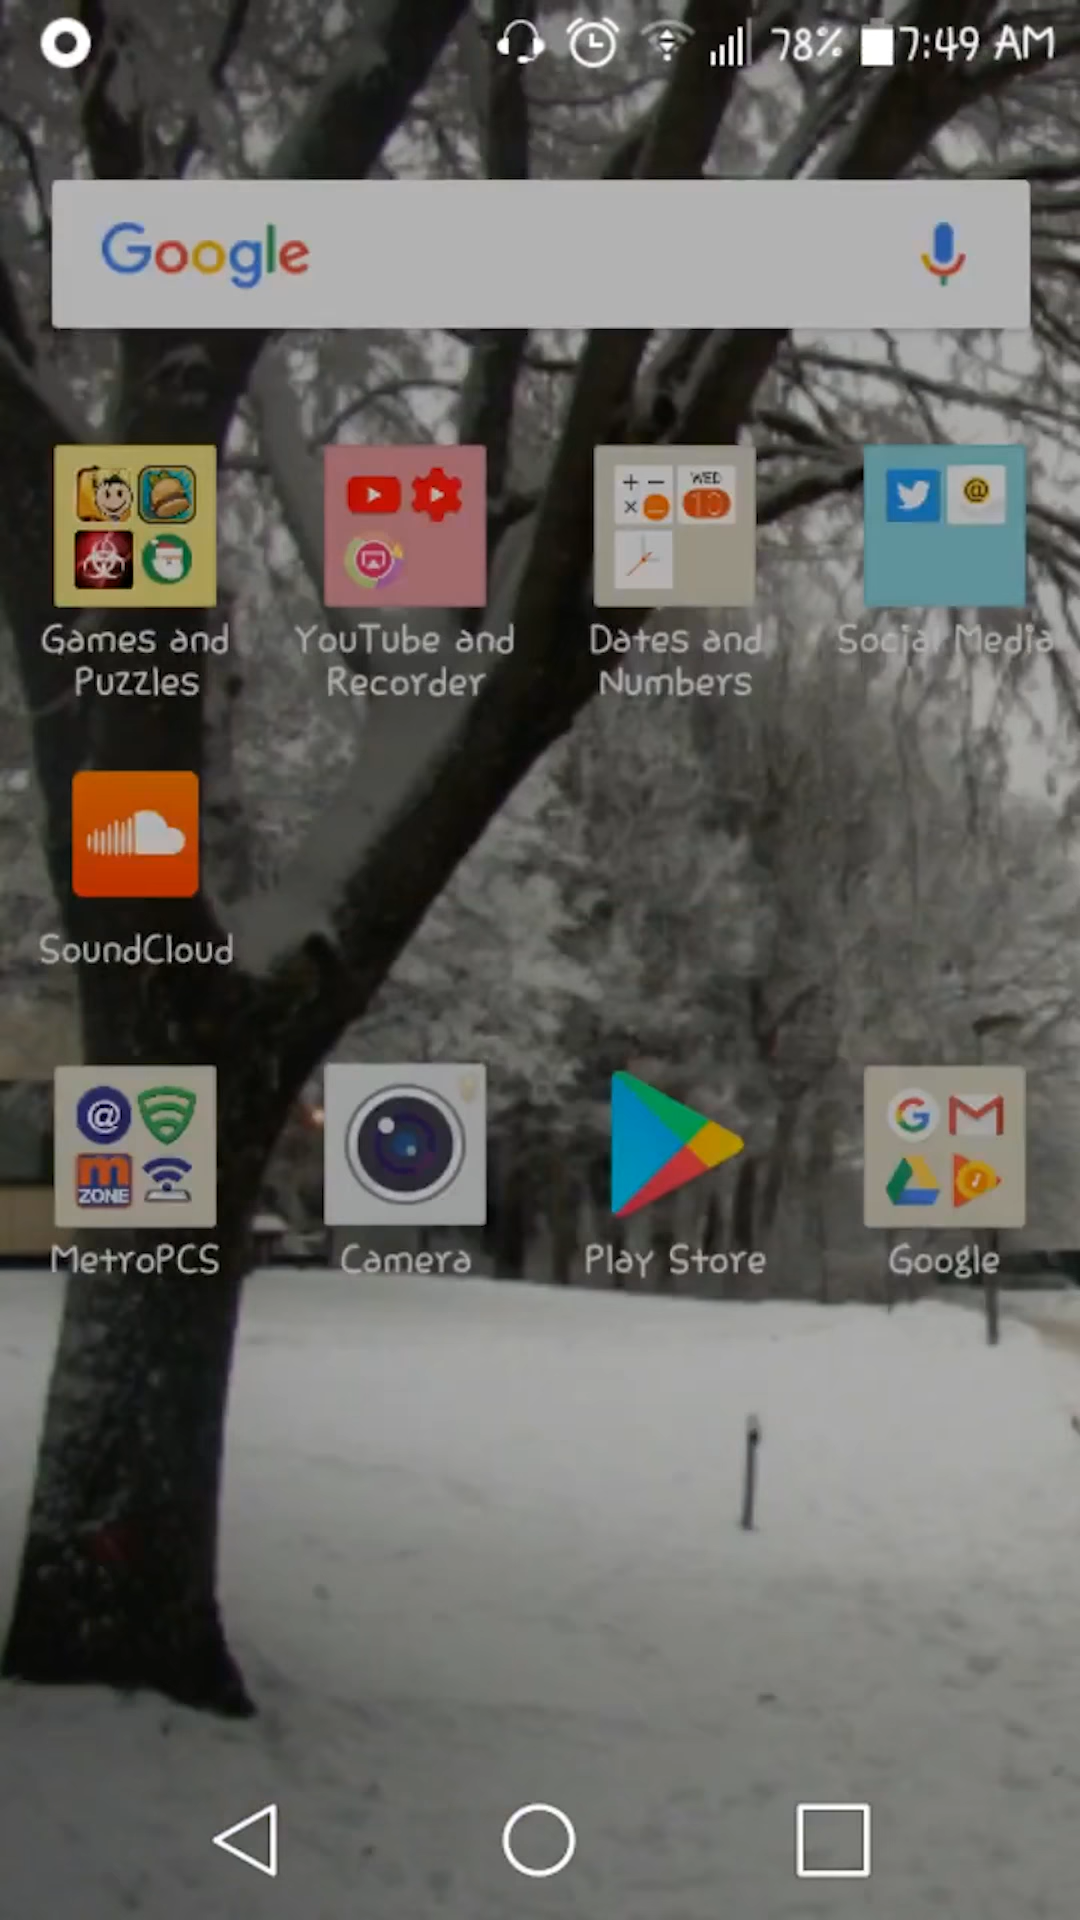 78% 7:49 AM
Google
WED
13
@
Games and
Puzzles
YouTube and
Recorder
Dates and
Numbers
Social Media
SoundCloud
@
m
ZONE
G
MetroPCS
Camera
Play Store
Google